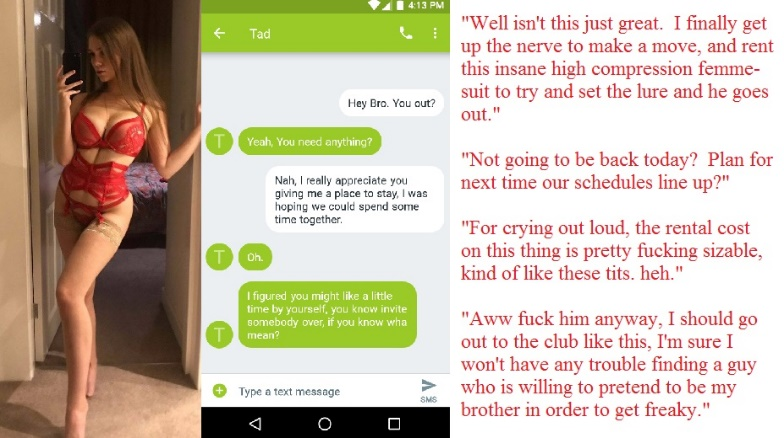 4:13 PM
Tad
Hey Bro. You out?
T
Yeah, You need anything?
Nah, I really appreciate you
giving me a place to stay, I was
hoping we could spend some
time together.
T
Oh.
I figured you might like a little
time by yourself, you know invite
somebody over, if you know wha
mean?
T
Type a text message
SMS
"Well isn't this just great.  I finally get
up the nerve to make a move, and rent
this insane high compression femme-
suit to try and set the lure and he goes
out."
"Not going to be back today?  Plan for
next time our schedules line up?"
"For crying out loud, the rental cost
on this thing is pretty fucking sizable,
kind of like these tits. heh."
"Aww fuck him anyway, I should go
out to the club like this, I'm sure I
won't have any trouble finding a guy
who is willing to pretend to be my
brother in order to get freaky."